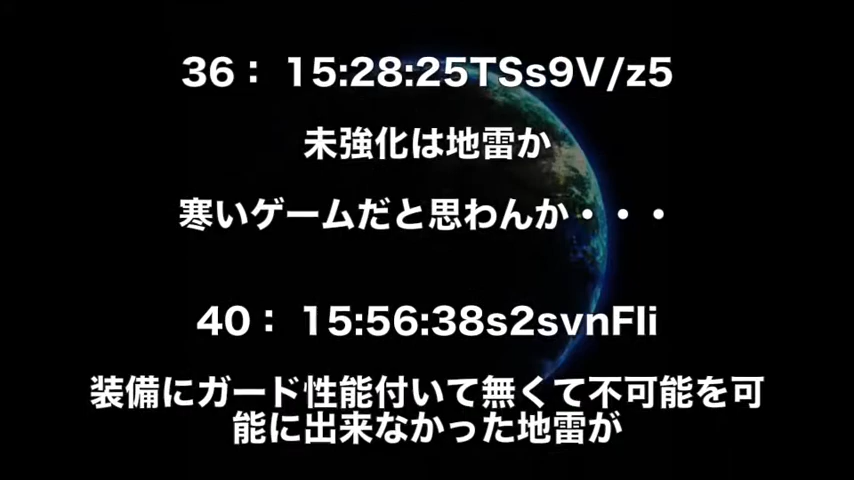 36： 15:28:25TSs9V/z5
未強化は地雷か
寒いゲームだと思わんか・・・
40： 15:56:38s2svnFIi
装備にガード性能付いて無くて不可能を可
能に出来なかった地雷が